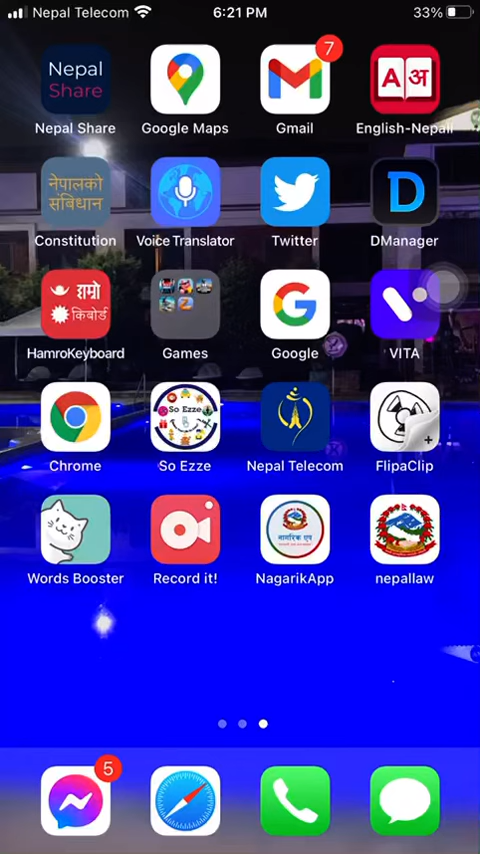 Nepal Telecom
6:21 PM
33%
Nepal
Share
7
A अ
Nepal Share
Google Maps
Gmail
English-Nepali
नेपालको
संबिधान
D
Constitution
Voice Translator
Twitter
DManager
हाम्रो
किबोर्ड
G
HamroKeyboard
Games
Google
VITA
So Ezze
Chrome
So Ezze
Nepal Telecom
FlipaClip
नागरिक एप
Words Booster
Record it!
NagarikApp
nepallaw
5